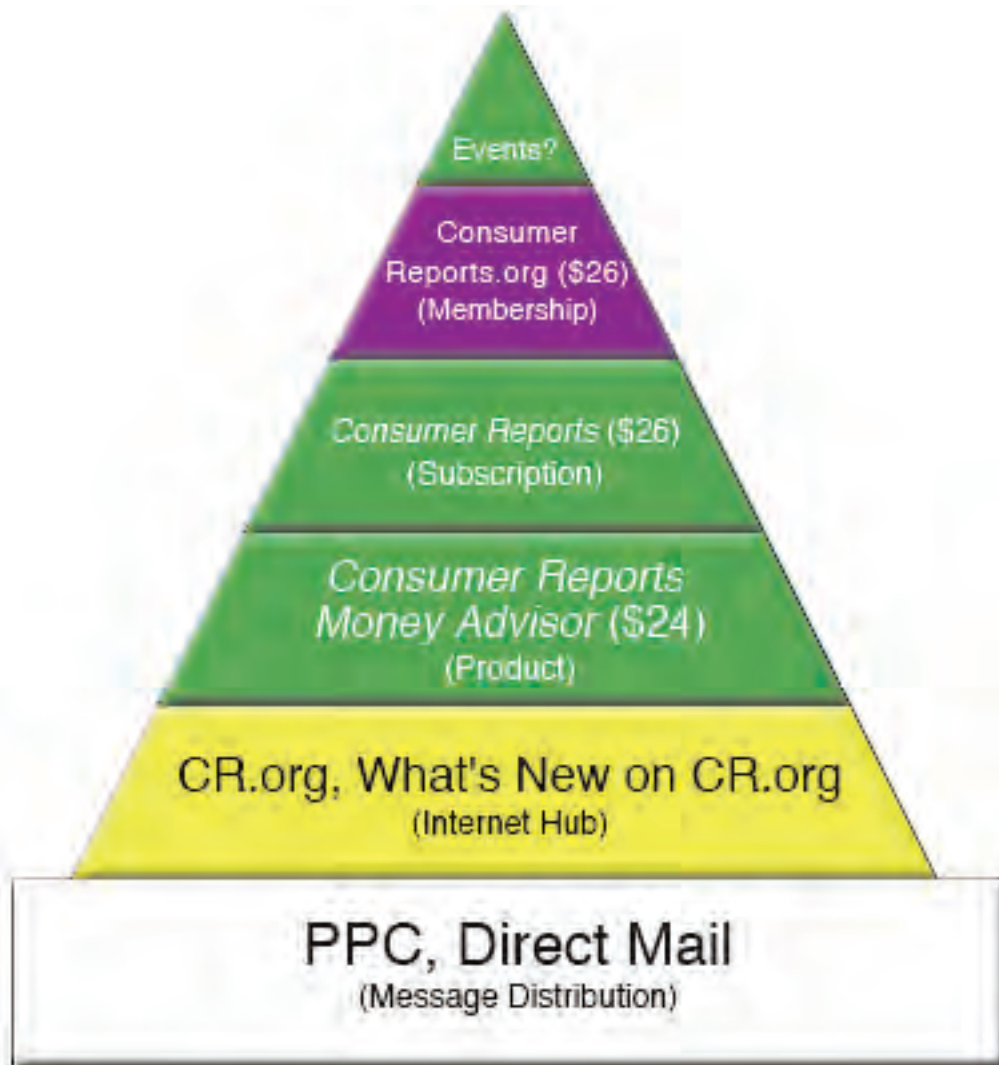 Events?
Consumer
Reports.org ($26)
(Membership)
Consumer Reports ($26)
(Subscription)
Consumer Reports
Money Advisor ($24)
(Product)
CR.org, What's New on CR.org
(Internet Hub)
PPC, Direct Mail
(Message Distribution)